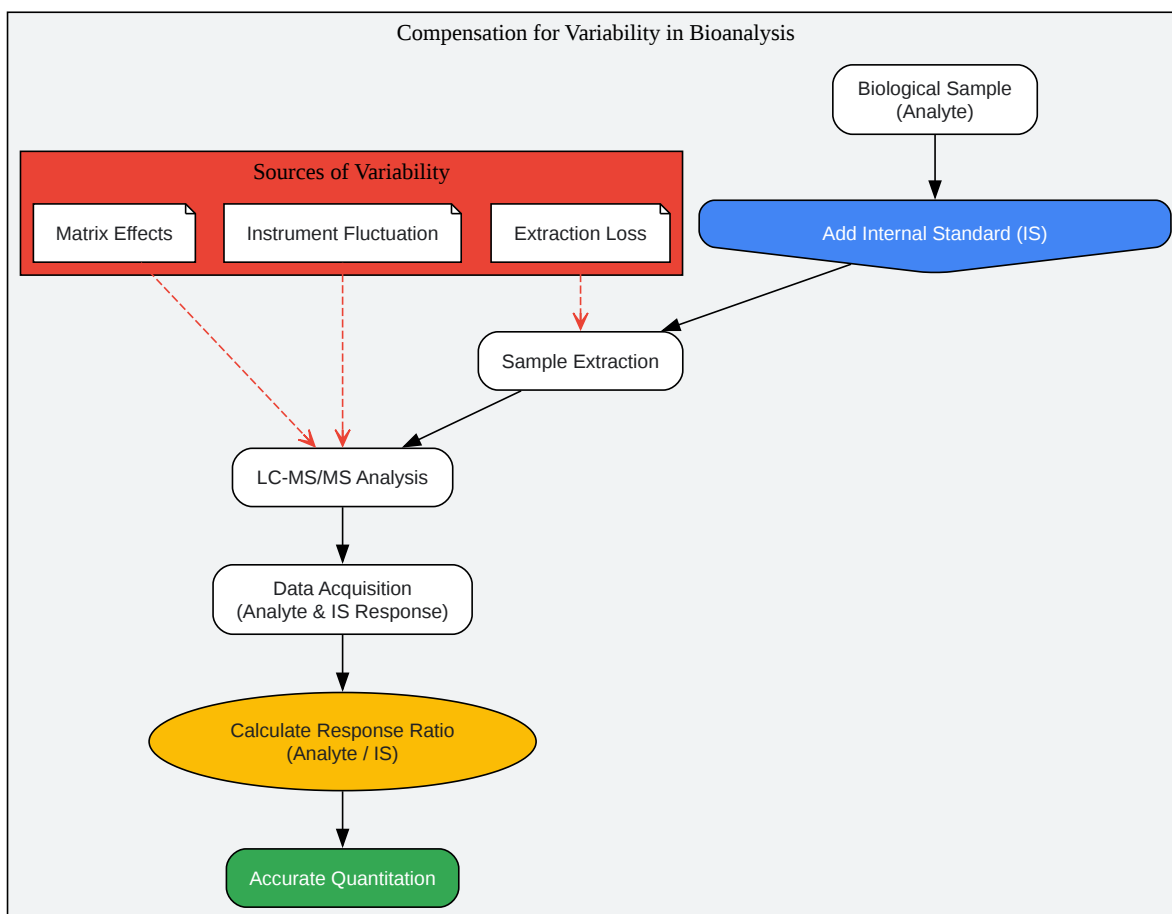 Compensation for Variability in Bioanalysis
Biological Sample
(Analyte)
Sources of Variability
Matrix Effects
Instrument Fluctuation
Extraction Loss
Add Internal Standard (IS)
Sample Extraction
LC-MS/MS Analysis
Data Acquisition
(Analyte & IS Response)
Calculate Response Ratio
(Analyte / IS)
Accurate Quantitation